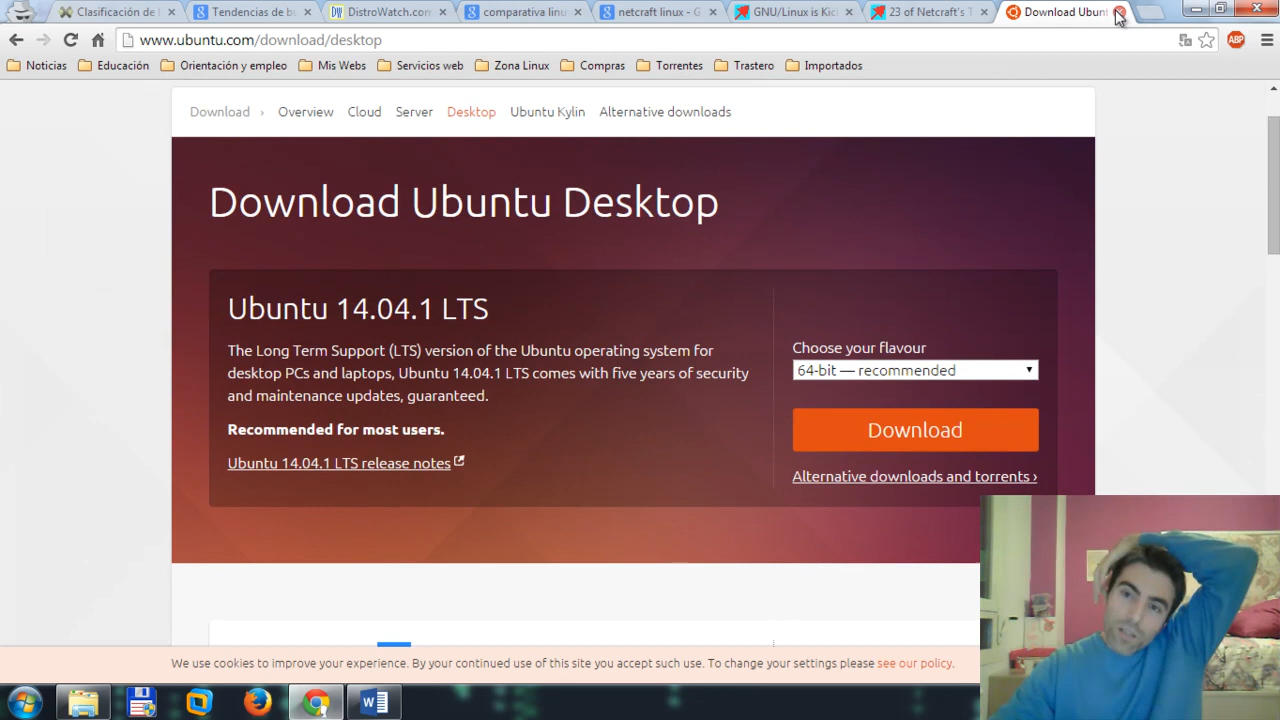 Clasificación de
Tendencias de bu
DistroWatch.com
comparativa linu
netcraft linux - G
GNU/Linux is Kic
23 of Netcraft's T
Download Ubunt
www.ubuntu.com/download/desktop
ABP
Noticias
Educación
Orientación y empleo
Mis Webs
Servicios web
Zona Linux
Compras
Torrentes
Trastero
Importados
Download › Overview Cloud Server Desktop Ubuntu Kylin Alternative downloads
Download Ubuntu Desktop
Ubuntu 14.04.1 LTS
The Long Term Support (LTS) version of the Ubuntu operating system for
desktop PCs and laptops, Ubuntu 14.04.1 LTS comes with five years of security
and maintenance updates, guaranteed.
Recommended for most users.
Ubuntu 14.04.1 LTS release notes
Choose your flavour
64-bit — recommended
Download
Alternative downloads and torrents ›
We use cookies to improve your experience. By your continued use of this site you accept such use. To change your settings please see our policy.